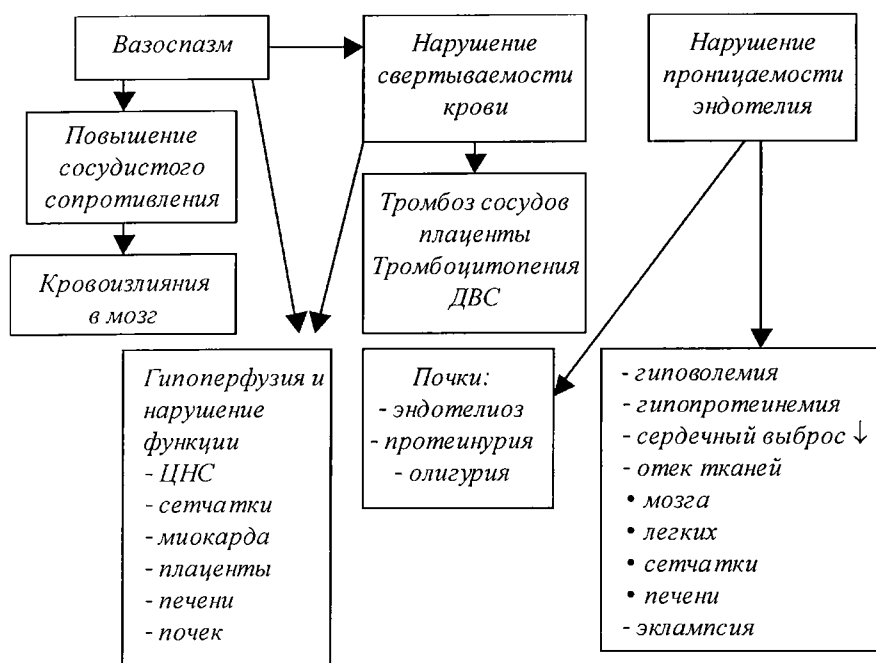 Вазоспазм
Нарушение
свертываемости
крови
Нарушение
проницаемости
эндотелия
Повышение
сосудистого
сопротивления
Тромбоз сосудов
плаценты
Тромбоцитопения
ДВС
Кровоизлияния
в мозг
Гипоперфузия и
нарушение
функции
- ЦНС
- сетчатки
- миокарда
- плаценты
- печени
- почек
Почки:
- эндотелиоз
- протеинурия
- олигурия
- гиповолемия
- гипопротеинемия
- сердечный выброс ↓
- отек тканей
• мозга
• легких
• сетчатки
• печени
- эклампсия